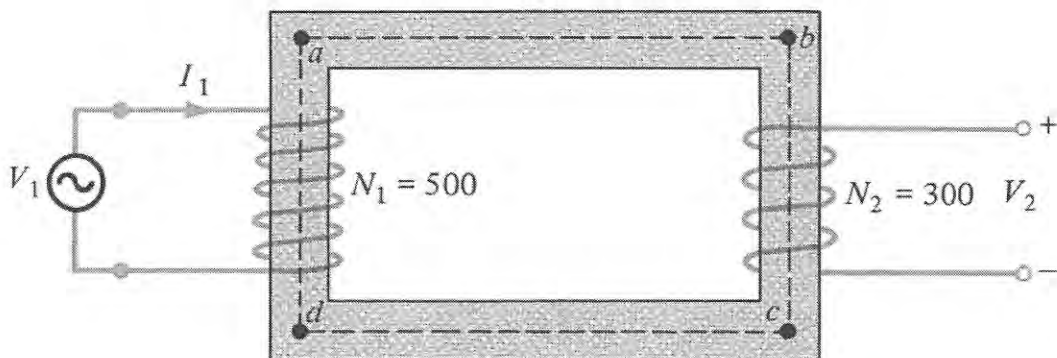 a
b
I₁
+
V₁
N₁ = 500
N₂ = 300
V₂
−
d
c